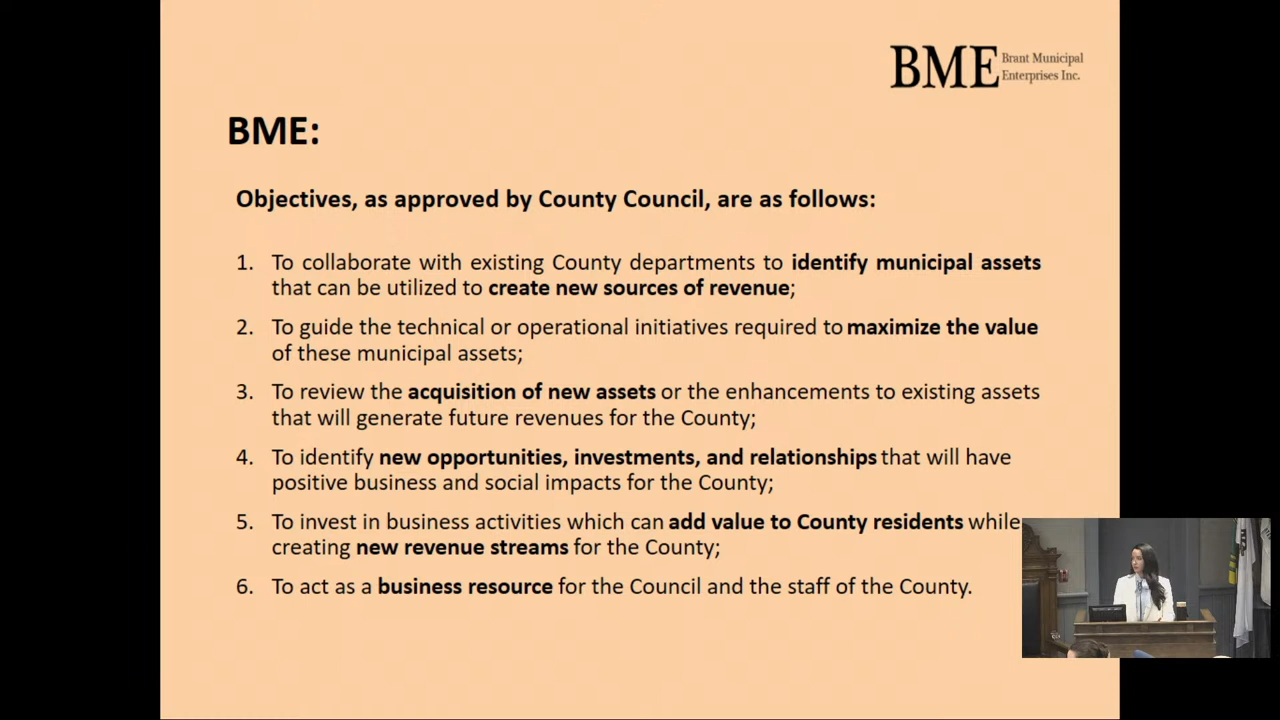 BME Brant Municipal
Enterprises Inc.
BME:
Objectives, as approved by County Council, are as follows:
1. To collaborate with existing County departments to identify municipal assets
that can be utilized to create new sources of revenue;
2. To guide the technical or operational initiatives required to maximize the value
of these municipal assets;
3. To review the acquisition of new assets or the enhancements to existing assets
that will generate future revenues for the County;
4. To identify new opportunities, investments, and relationships that will have
positive business and social impacts for the County;
5. To invest in business activities which can add value to County residents while
creating new revenue streams for the County;
6. To act as a business resource for the Council and the staff of the County.